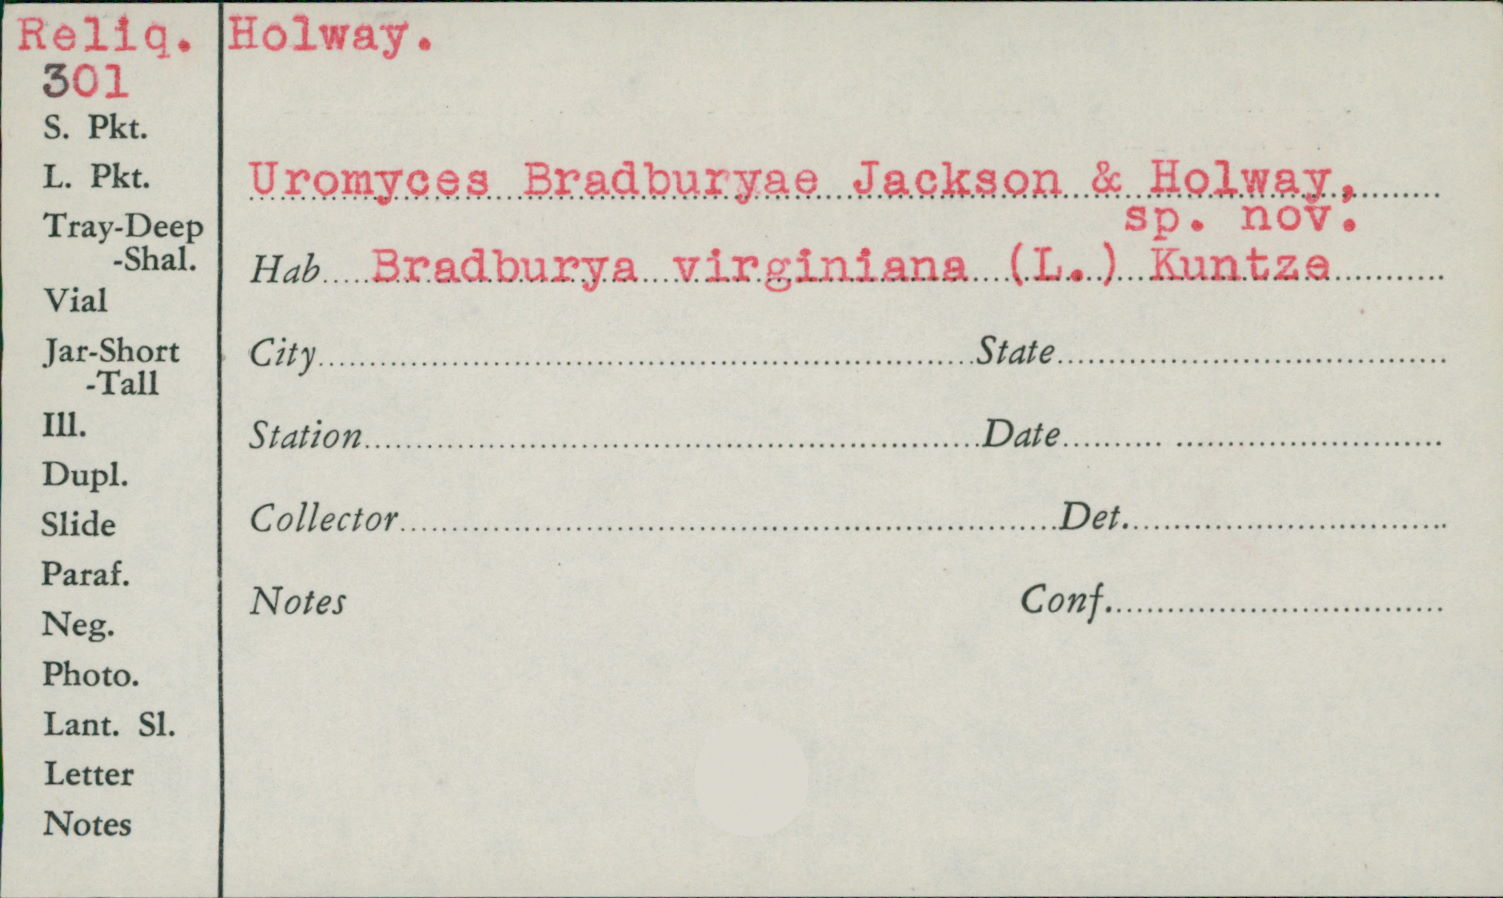 Reliq. Holway.
301
S. Pkt.
L. Pkt.
Tray-Deep
-Shal.
Vial
Jar-Short
-Tall
Ill.
Dupl.
Slide
Paraf.
Neg.
Photo.
Lant. Sl.
Letter
Notes
Uromyces Bradburyae Jackson & Holway,
sp. nov.
Hab. Bradburya virginiana (L.) Kuntze
City State
Station Date
Collector Det.
Notes Conf.